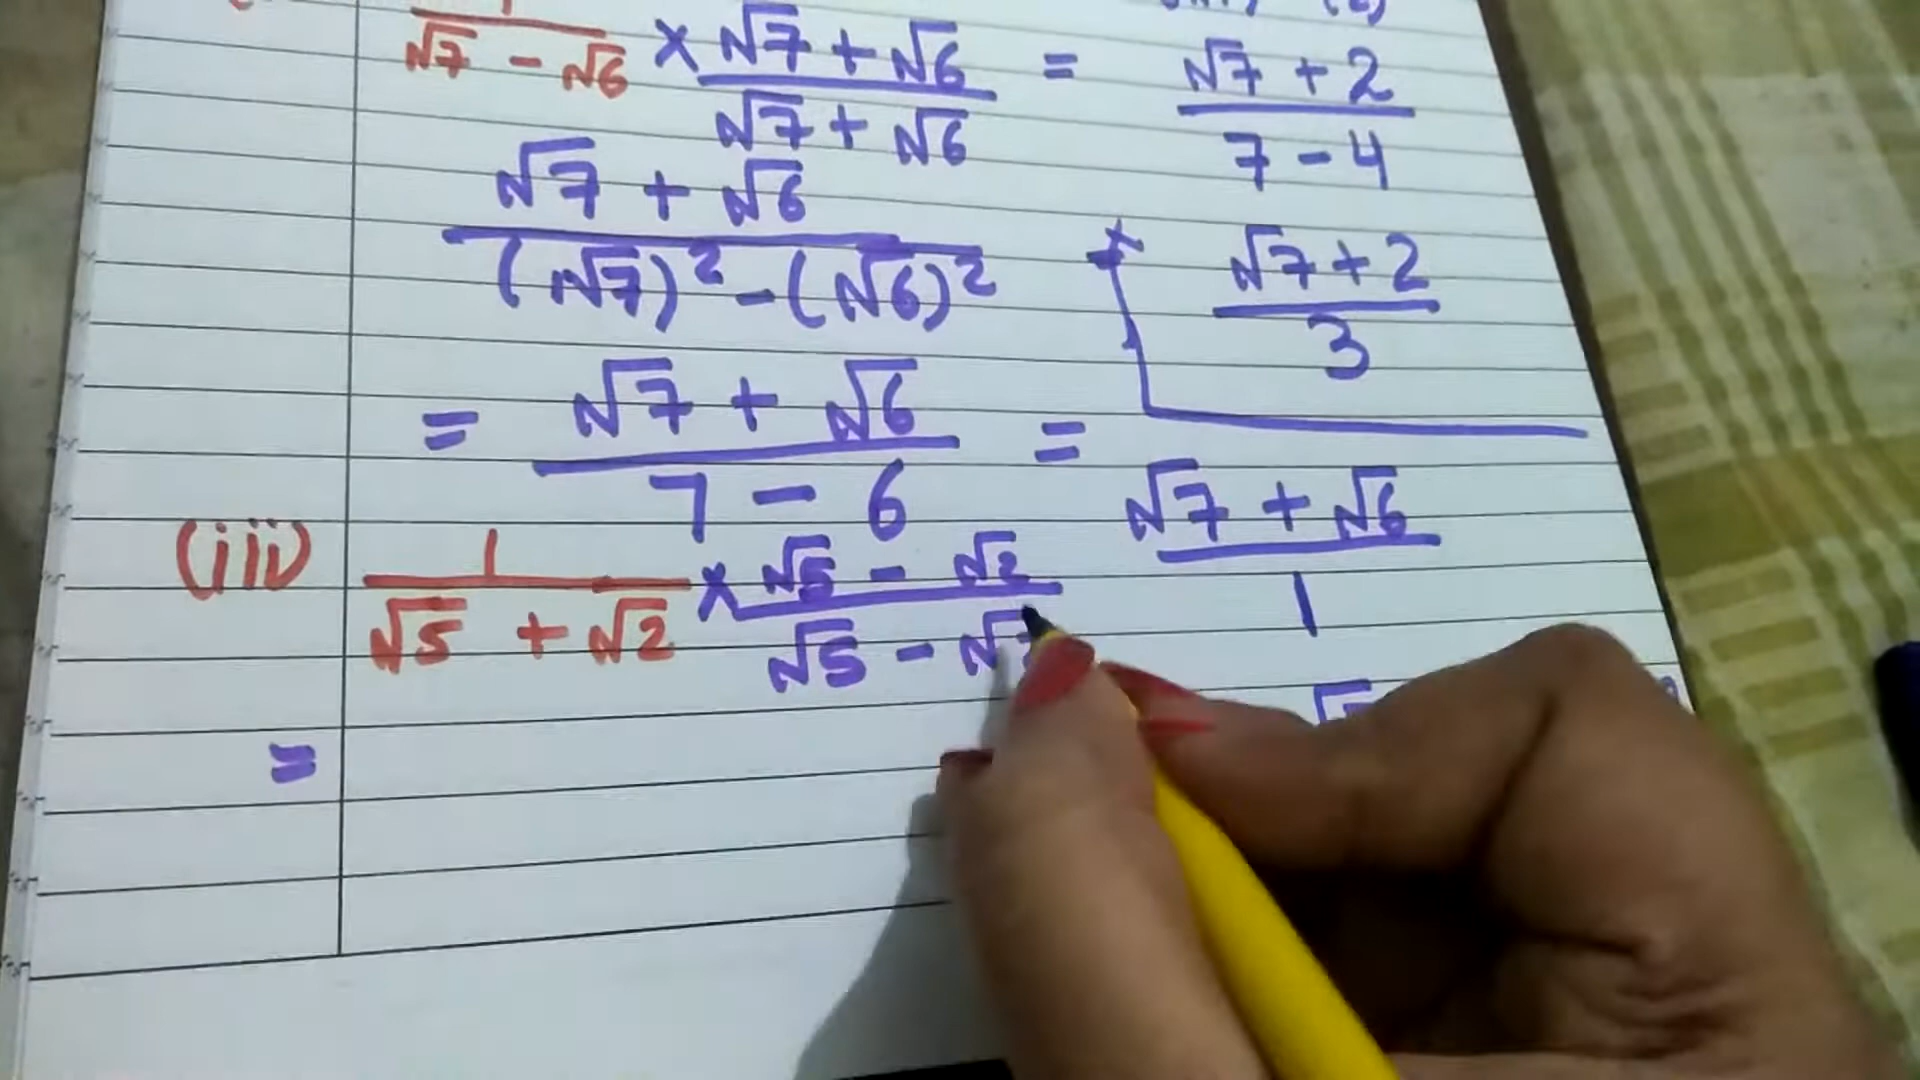 1/(√7 - √6) × (√7 + √6)/(√7 + √6) = (√7 + 2)/(7 - 4)
(√7 + √6)/((√7)² - (√6)²)
(√7 + 2)/3
= (√7 + √6)/(7 - 6) = (√7 + √6)/1
(iii) 1/(√5 + √2) × (√5 - √2)/(√5 - √
=